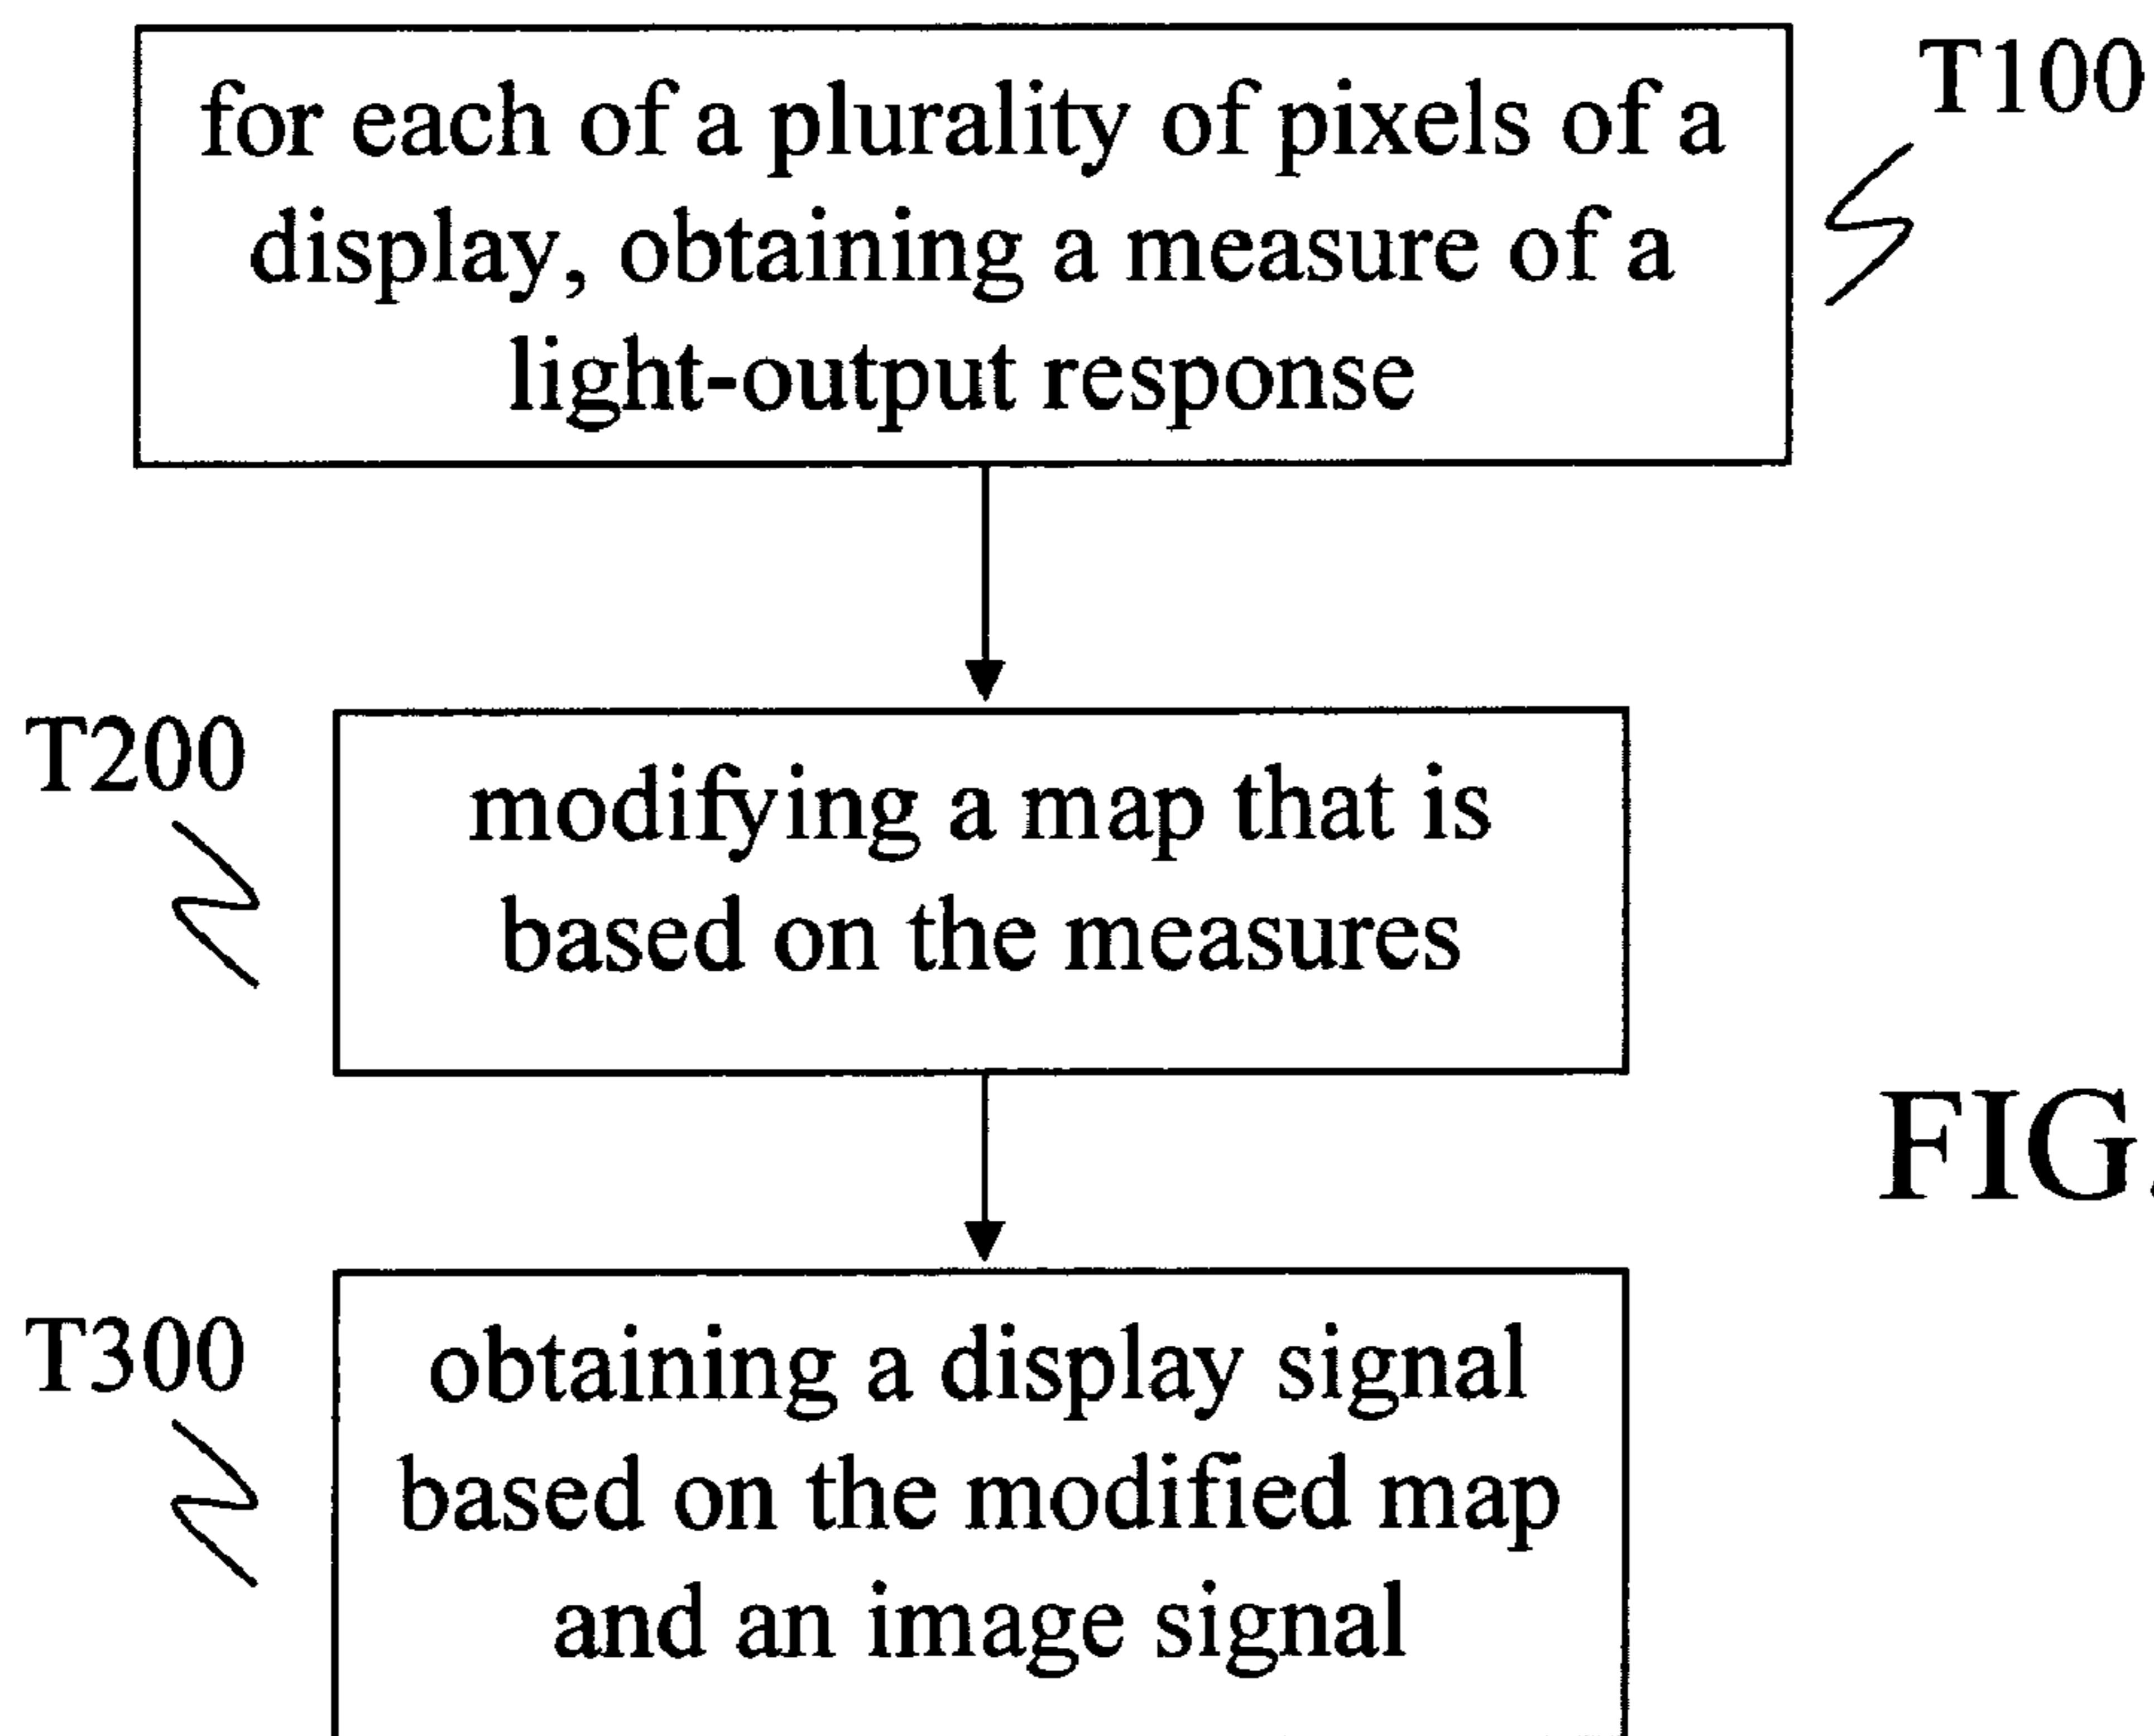 for each of a plurality of pixels of a
display, obtaining a measure of a
light-output response
T100
T200
modifying a map that is
based on the measures
FIG.
T300
obtaining a display signal
based on the modified map
and an image signal